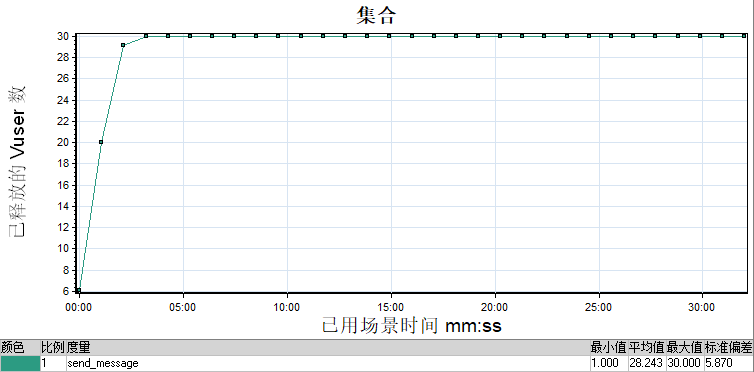 集合
30
28
26
24
22
20
18
16
14
12
10
8
6
已释放的 Vuser 数
00:00 05:00 10:00 15:00 20:00 25:00 30:00
已用场景时间 mm:ss
颜色 比例 度量 最小值 平均值 最大值 标准偏差
1 send_message 1.000 28.243 30.000 5.870